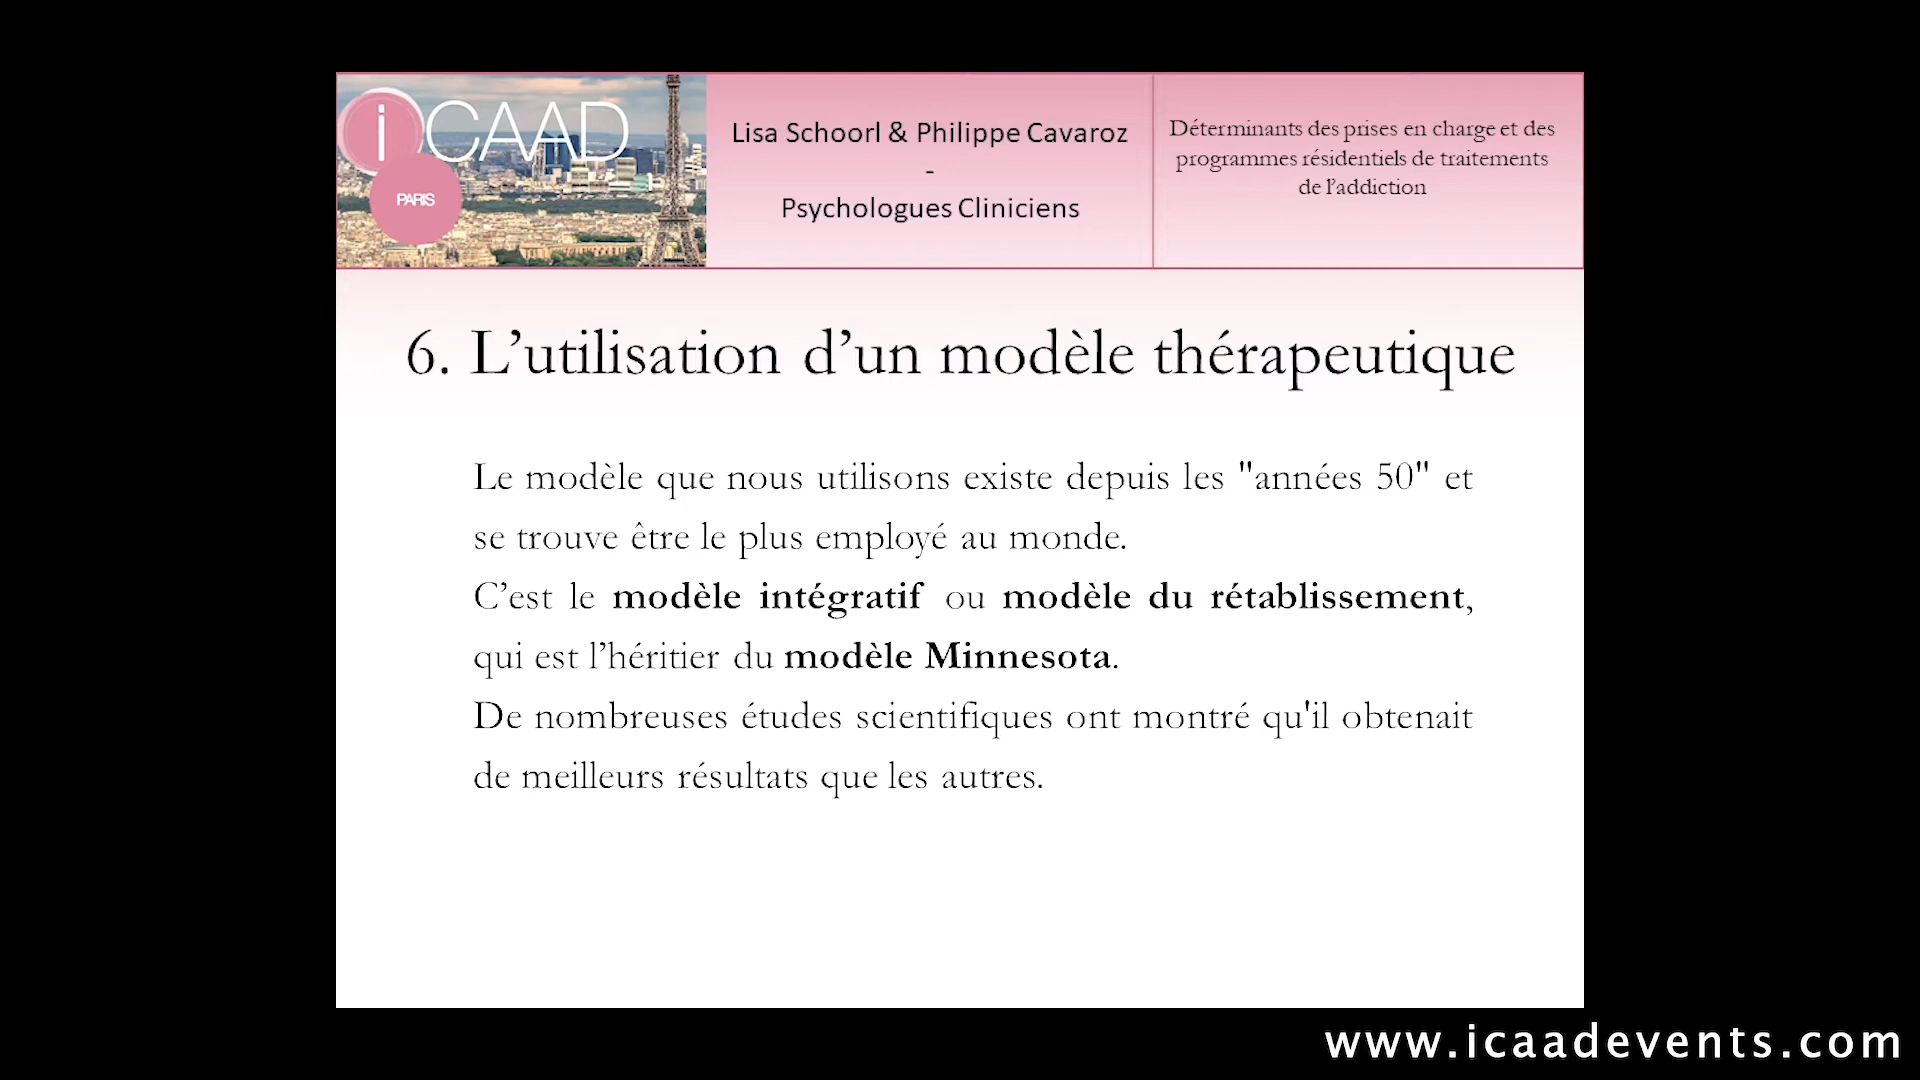 iCAAD
PARIS
Lisa Schoorl & Philippe Cavaroz
-
Psychologues Cliniciens
Déterminants des prises en charge et des
programmes résidentiels de traitements
de l’addiction
6. L’utilisation d’un modèle thérapeutique
Le modèle que nous utilisons existe depuis les "années 50" et
se trouve être le plus employé au monde.
C’est le modèle intégratif ou modèle du rétablissement,
qui est l’héritier du modèle Minnesota.
De nombreuses études scientifiques ont montré qu'il obtenait
de meilleurs résultats que les autres.
www.icaadevents.com